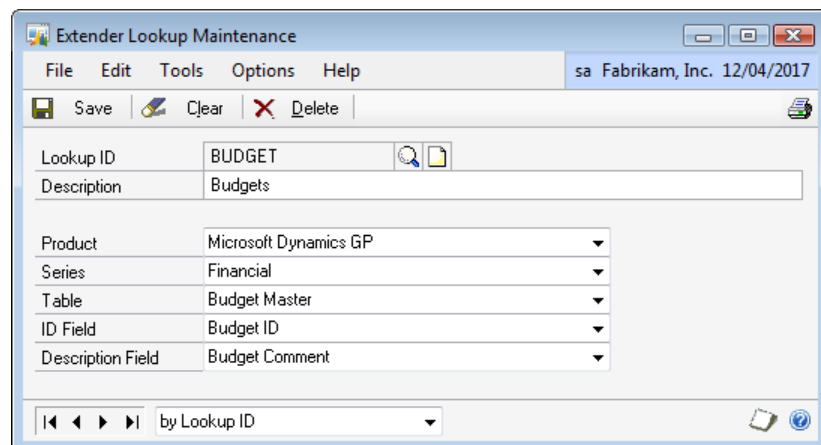 Extender Lookup Maintenance
File Edit Tools Options Help sa Fabrikam, Inc. 12/04/2017
Save Clear Delete
Lookup ID BUDGET
Description Budgets
Product Microsoft Dynamics GP
Series Financial
Table Budget Master
ID Field Budget ID
Description Field Budget Comment
by Lookup ID